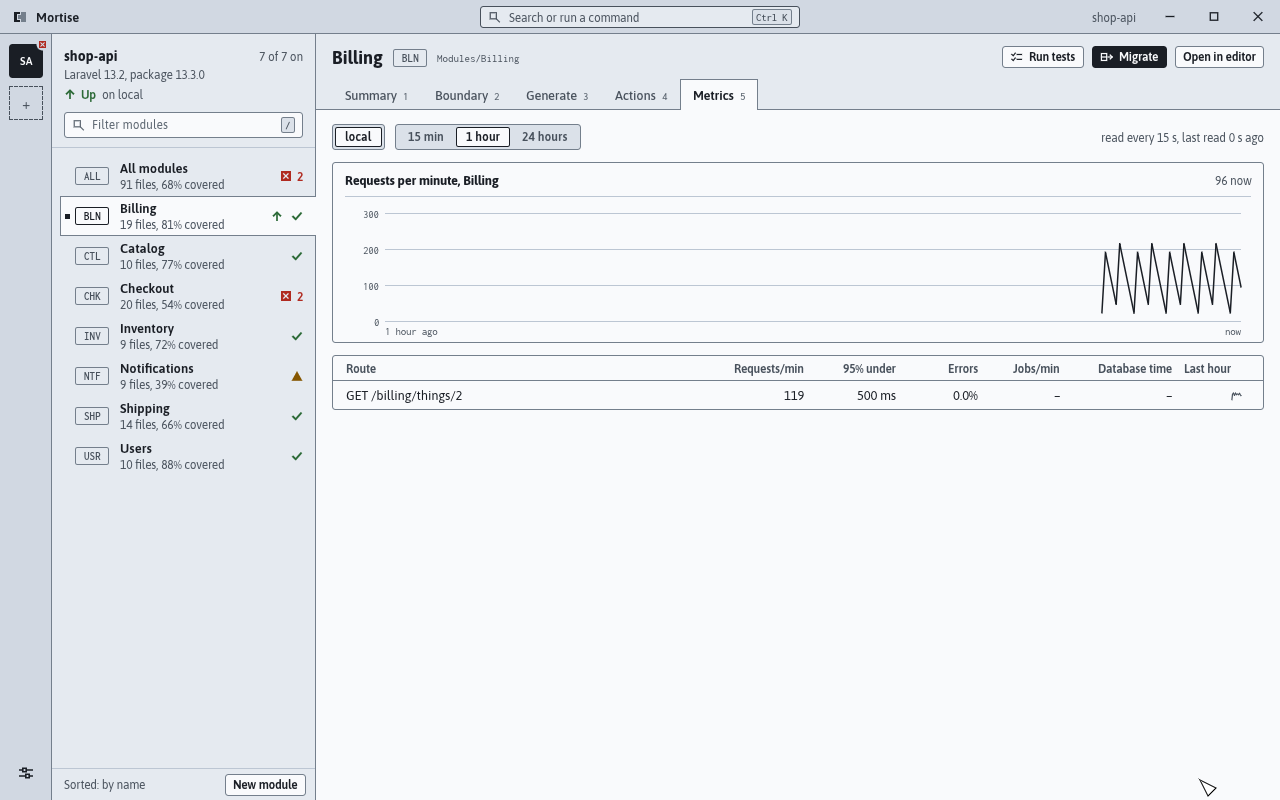 Mortise
Search or run a command
Ctrl K
shop-api
SA
+
shop-api
7 of 7 on
Laravel 13.2, package 13.3.0
Up on local
Filter modules
/
ALL
All modules
91 files, 68% covered
2
BLN
Billing
19 files, 81% covered
CTL
Catalog
10 files, 77% covered
CHK
Checkout
20 files, 54% covered
2
INV
Inventory
9 files, 72% covered
NTF
Notifications
9 files, 39% covered
SHP
Shipping
14 files, 66% covered
USR
Users
10 files, 88% covered
Sorted: by name
New module
Billing
BLN
Modules/Billing
Run tests
Migrate
Open in editor
Summary 1
Boundary 2
Generate 3
Actions 4
Metrics 5
local
15 min
1 hour
24 hours
read every 15 s, last read 0 s ago
Requests per minute, Billing
96 now
300
200
100
0
1 hour ago
now
Route Requests/min 95% under Errors Jobs/min Database time Last hour
GET /billing/things/2 119 500 ms 0.0% – –